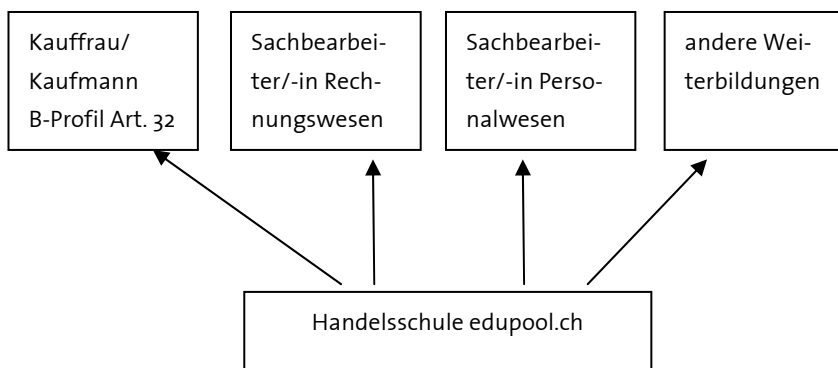 Kauffrau/
Kaufmann
B-Profil Art. 32
Sachbearbei-
ter/-in Rech-
nungswesen
Sachbearbei-
ter/-in Perso-
nalwesen
andere Wei-
terbildungen
Handelsschule edupool.ch